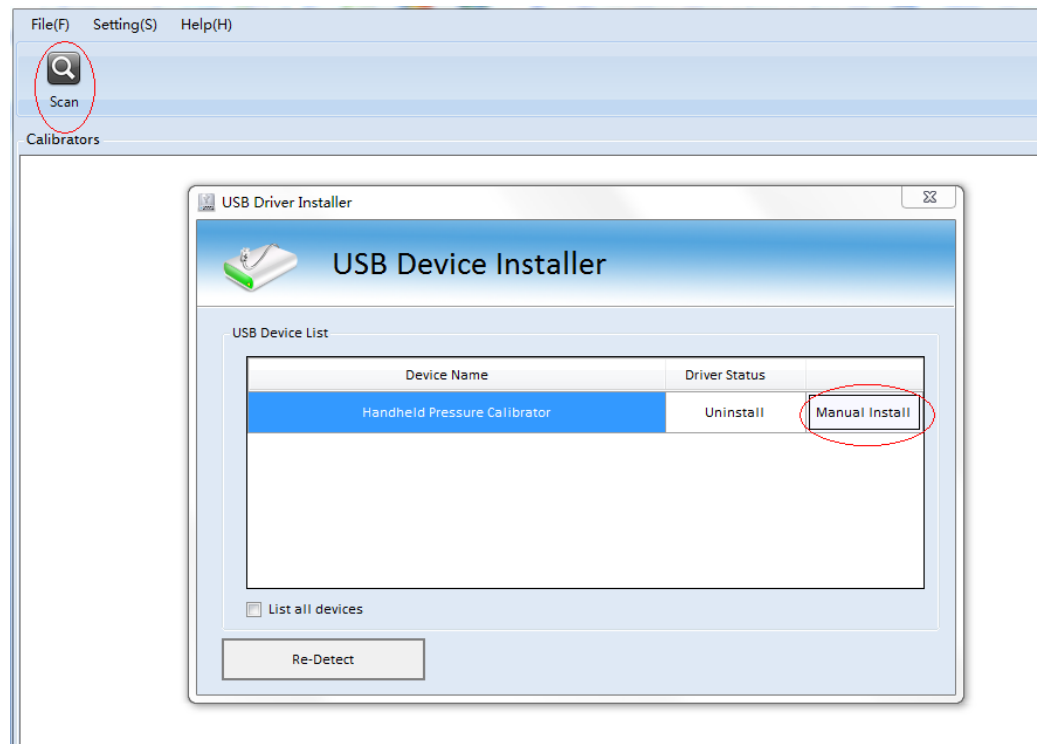 File(F) Setting(S) Help(H)
Scan
Calibrators
USB Driver Installer
USB Device Installer
USB Device List
Device Name Driver Status
Handheld Pressure Calibrator Uninstall Manual Install
List all devices
Re-Detect